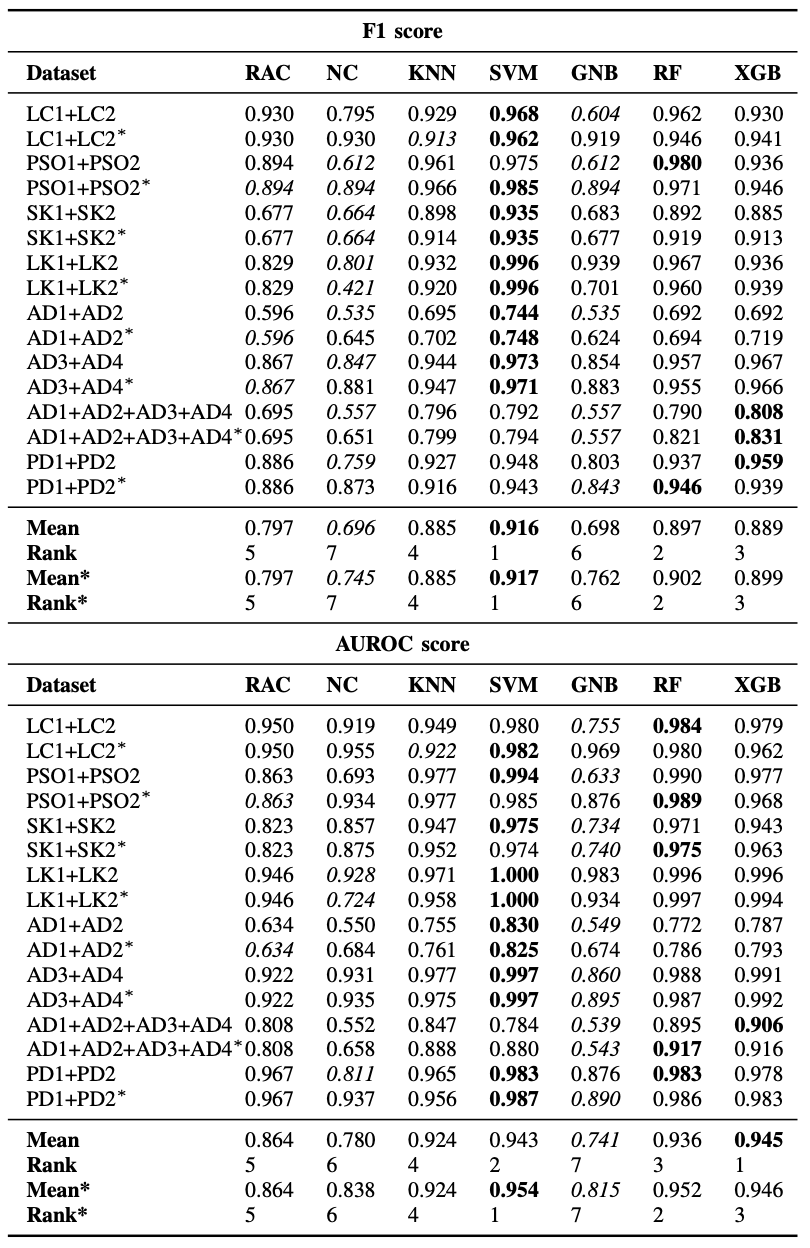 F1 score
Dataset RAC NC KNN SVM GNB RF XGB
LC1+LC2 0.930 0.795 0.929 0.968 0.604 0.962 0.930
LC1+LC2* 0.930 0.930 0.913 0.962 0.919 0.946 0.941
PSO1+PSO2 0.894 0.612 0.961 0.975 0.612 0.980 0.936
PSO1+PSO2* 0.894 0.894 0.966 0.985 0.894 0.971 0.946
SK1+SK2 0.677 0.664 0.898 0.935 0.683 0.892 0.885
SK1+SK2* 0.677 0.664 0.914 0.935 0.677 0.919 0.913
LK1+LK2 0.829 0.801 0.932 0.996 0.939 0.967 0.936
LK1+LK2* 0.829 0.421 0.920 0.996 0.701 0.960 0.939
AD1+AD2 0.596 0.535 0.695 0.744 0.535 0.692 0.692
AD1+AD2* 0.596 0.645 0.702 0.748 0.624 0.694 0.719
AD3+AD4 0.867 0.847 0.944 0.973 0.854 0.957 0.967
AD3+AD4* 0.867 0.881 0.947 0.971 0.883 0.955 0.966
AD1+AD2+AD3+AD4 0.695 0.557 0.796 0.792 0.557 0.790 0.808
AD1+AD2+AD3+AD4* 0.695 0.651 0.799 0.794 0.557 0.821 0.831
PD1+PD2 0.886 0.759 0.927 0.948 0.803 0.937 0.959
PD1+PD2* 0.886 0.873 0.916 0.943 0.843 0.946 0.939
Mean 0.797 0.696 0.885 0.916 0.698 0.897 0.889
Rank 5 7 4 1 6 2 3
Mean* 0.797 0.745 0.885 0.917 0.762 0.902 0.899
Rank* 5 7 4 1 6 2 3
AUROC score
Dataset RAC NC KNN SVM GNB RF XGB
LC1+LC2 0.950 0.919 0.949 0.980 0.755 0.984 0.979
LC1+LC2* 0.950 0.955 0.922 0.982 0.969 0.980 0.962
PSO1+PSO2 0.863 0.693 0.977 0.994 0.633 0.990 0.977
PSO1+PSO2* 0.863 0.934 0.977 0.985 0.876 0.989 0.968
SK1+SK2 0.823 0.857 0.947 0.975 0.734 0.971 0.943
SK1+SK2* 0.823 0.875 0.952 0.974 0.740 0.975 0.963
LK1+LK2 0.946 0.928 0.971 1.000 0.983 0.996 0.996
LK1+LK2* 0.946 0.724 0.958 1.000 0.934 0.997 0.994
AD1+AD2 0.634 0.550 0.755 0.830 0.549 0.772 0.787
AD1+AD2* 0.634 0.684 0.761 0.825 0.674 0.786 0.793
AD3+AD4 0.922 0.931 0.977 0.997 0.860 0.988 0.991
AD3+AD4* 0.922 0.935 0.975 0.997 0.895 0.987 0.992
AD1+AD2+AD3+AD4 0.808 0.552 0.847 0.784 0.539 0.895 0.906
AD1+AD2+AD3+AD4* 0.808 0.658 0.888 0.880 0.543 0.917 0.916
PD1+PD2 0.967 0.811 0.965 0.983 0.876 0.983 0.978
PD1+PD2* 0.967 0.937 0.956 0.987 0.890 0.986 0.983
Mean 0.864 0.780 0.924 0.943 0.741 0.936 0.945
Rank 5 6 4 2 7 3 1
Mean* 0.864 0.838 0.924 0.954 0.815 0.952 0.946
Rank* 5 6 4 1 7 2 3